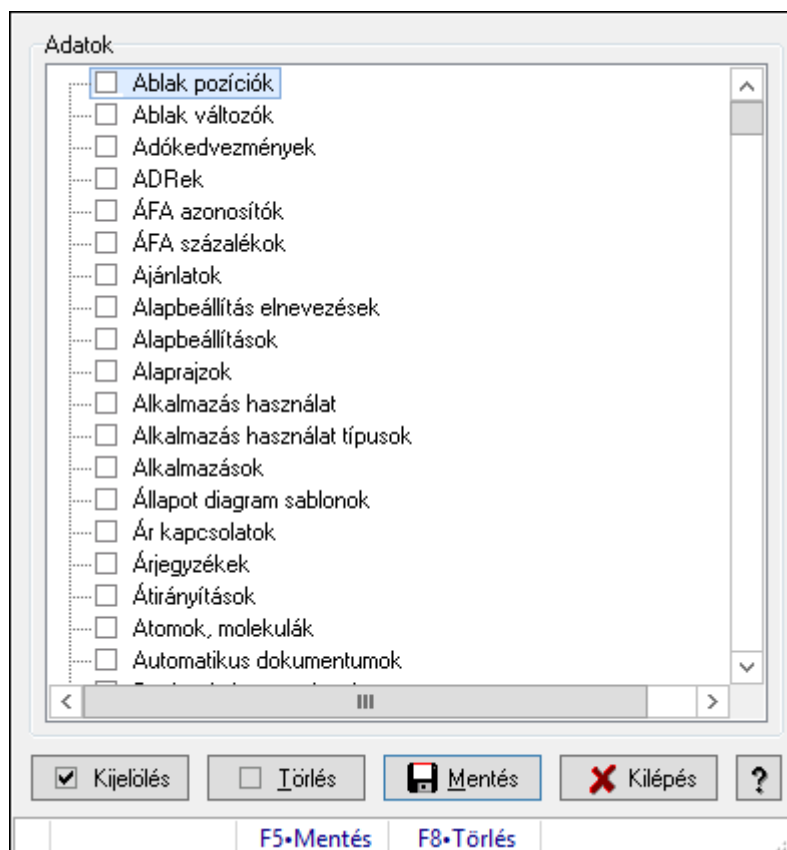 Adatok
Ablak pozíciók
Ablak változók
Adókedvezmények
ADRek
ÁFA azonosítók
ÁFA százalékok
Ajánlatok
Alapbeállítás elnevezések
Alapbeállítások
Alaprajzok
Alkalmazás használat
Alkalmazás használat típusok
Alkalmazások
Állapot diagram sablonok
Ár kapcsolatok
Árjegyzékek
Átirányítások
Atomok, molekulák
Automatikus dokumentumok
Kijelölés Törlés Mentés Kilépés ?
F5•Mentés F8•Törlés